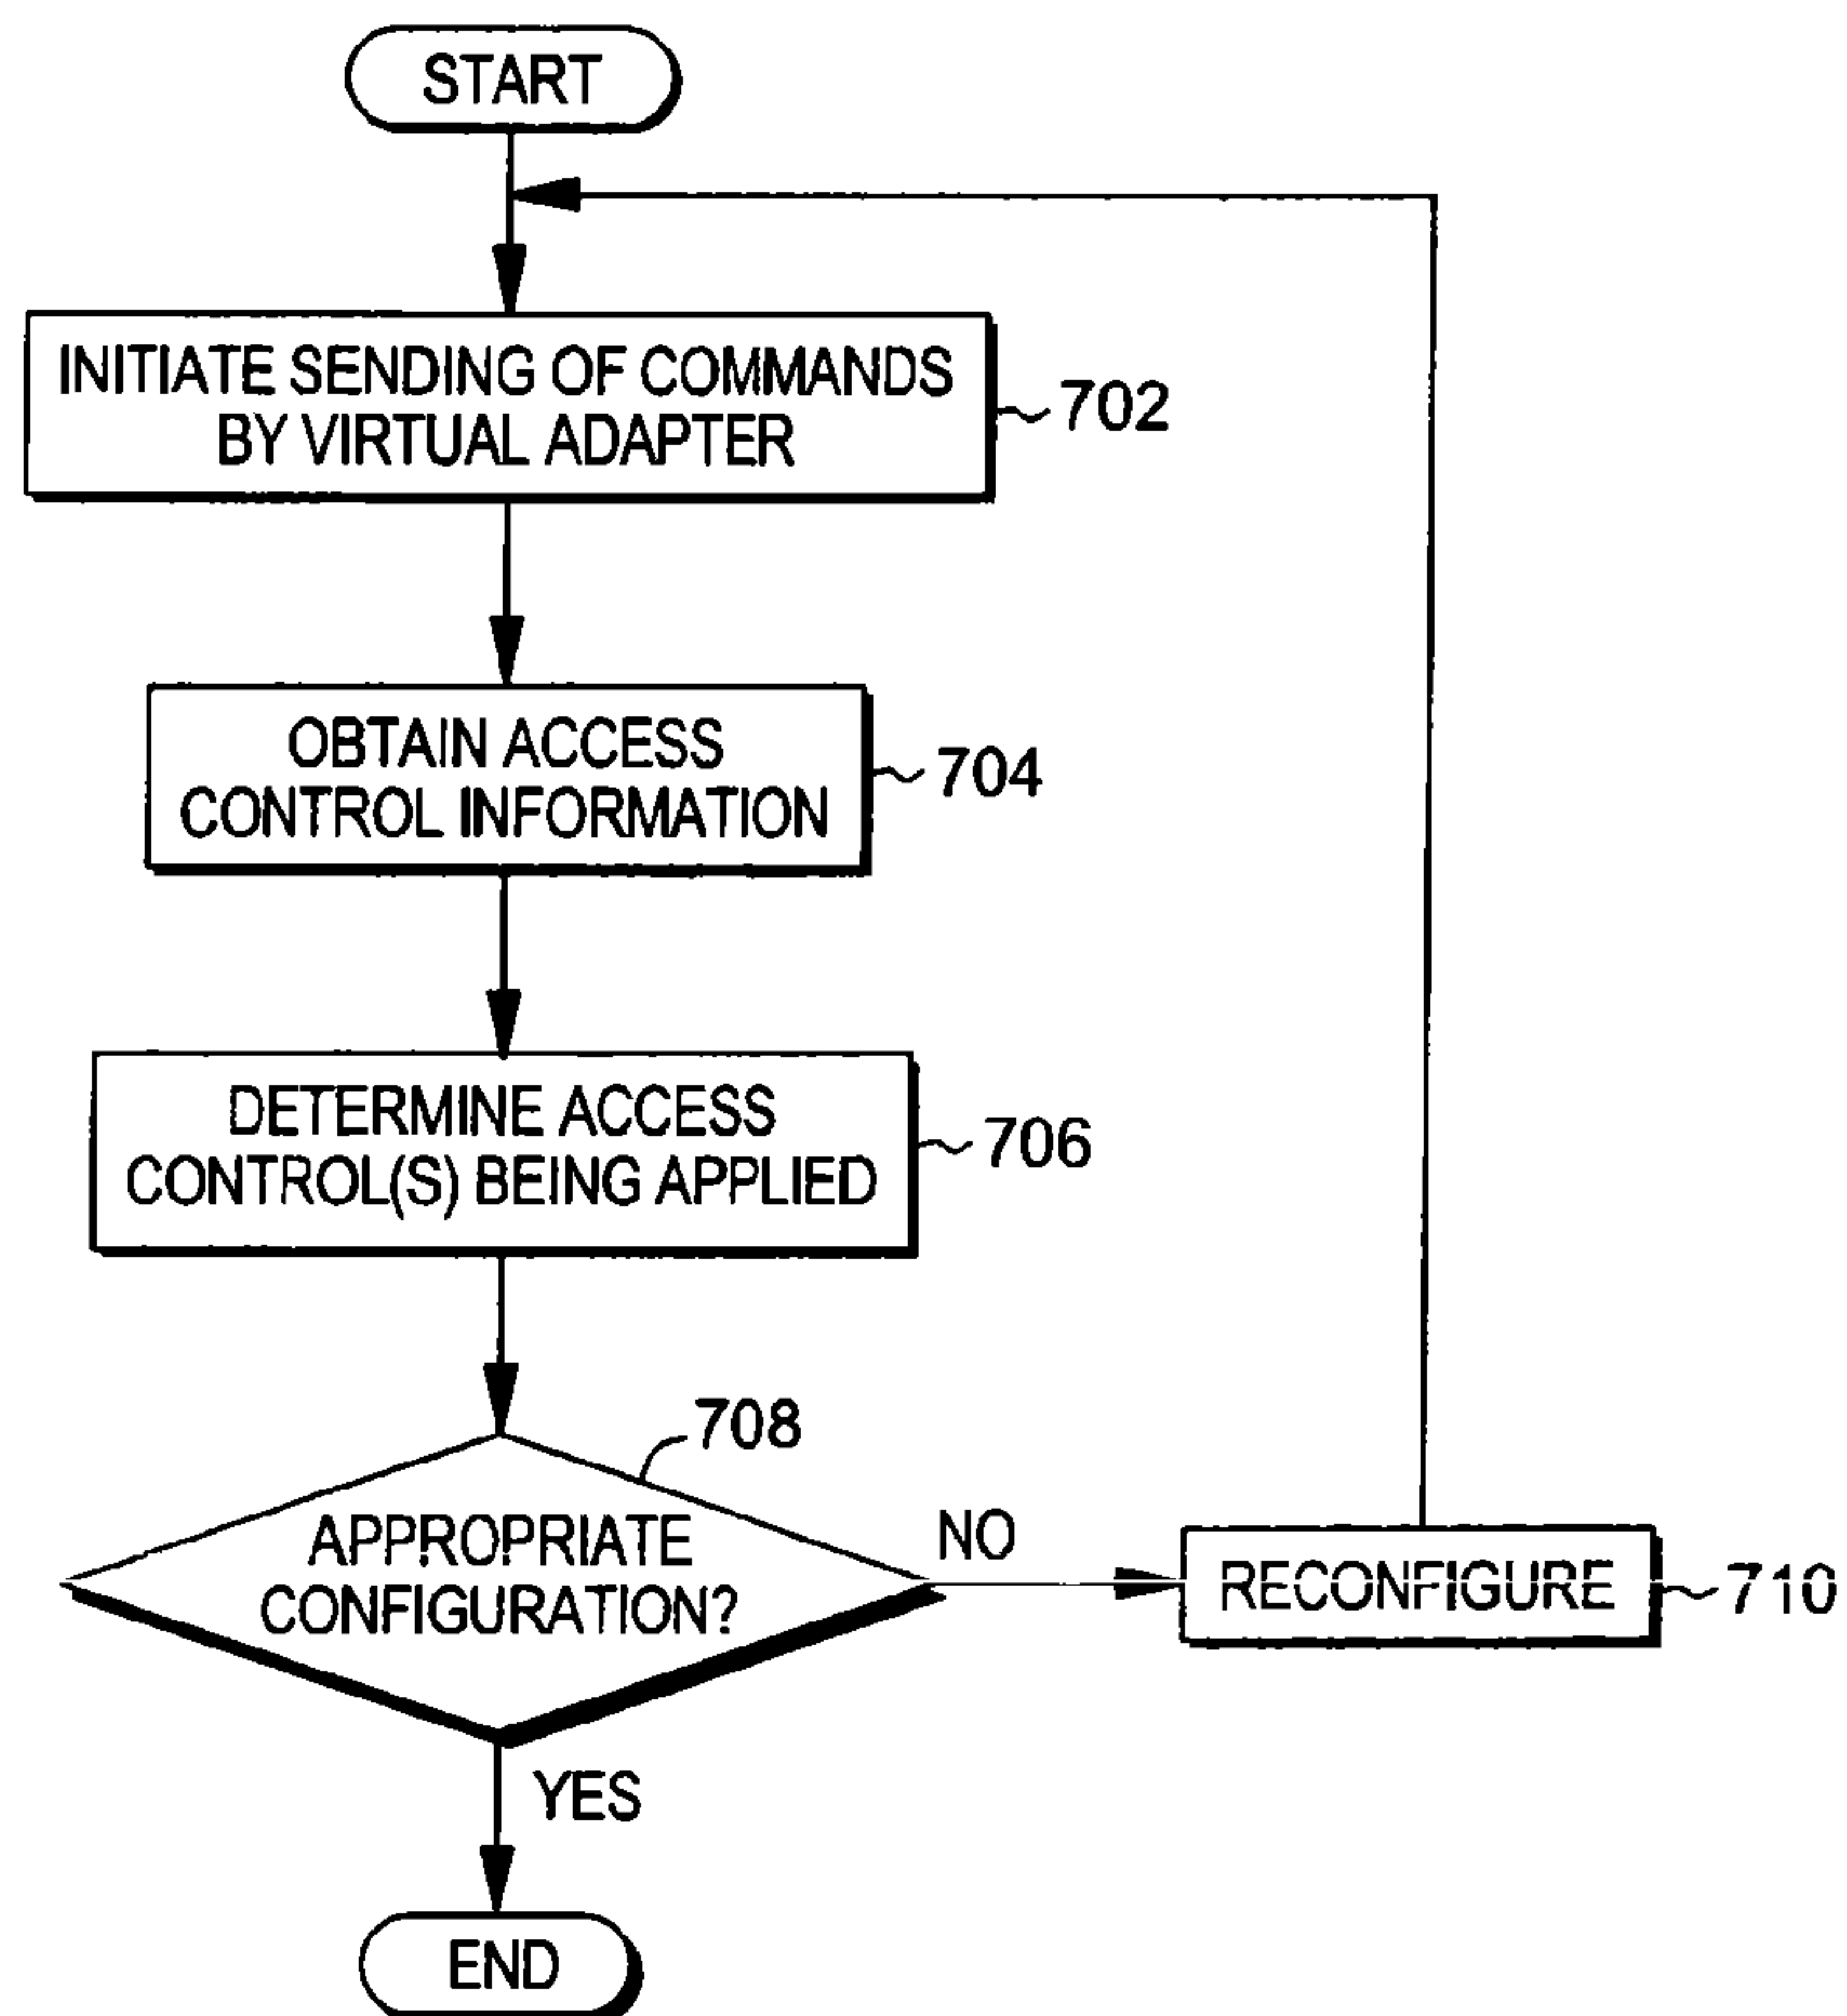 START
INITIATE SENDING OF COMMANDS
BY VIRTUAL ADAPTER
702
OBTAIN ACCESS
CONTROL INFORMATION
704
DETERMINE ACCESS
CONTROL(S) BEING APPLIED
706
708
APPROPRIATE
CONFIGURATION?
NO
RECONFIGURE
710
YES
END